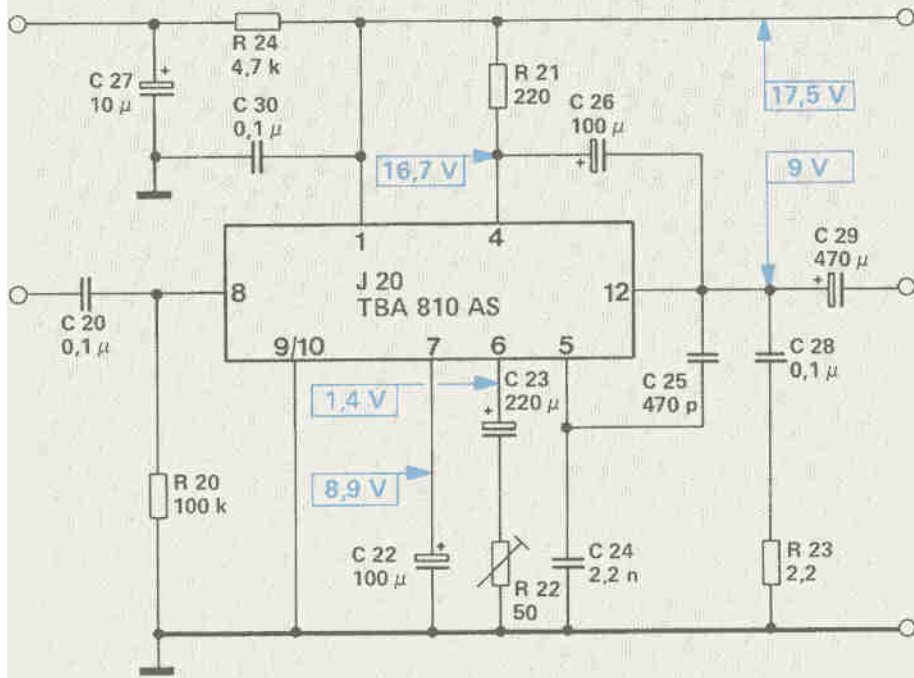 R 24
4,7 k
C 27
+
10 μ
C 30
0,1 μ
R 21
220
C 26
100 μ
+
17,5 V
16,7 V
9 V
1
4
C 29
470 μ
+
8
J 20
TBA 810 AS
12
C 20
0,1 μ
9/10
7
6
5
C 23
220 μ
+
C 25
470 p
C 28
0,1 μ
1,4 V
8,9 V
R 20
100 k
C 22
100 μ
+
R 22
50
C 24
2,2 n
R 23
2,2